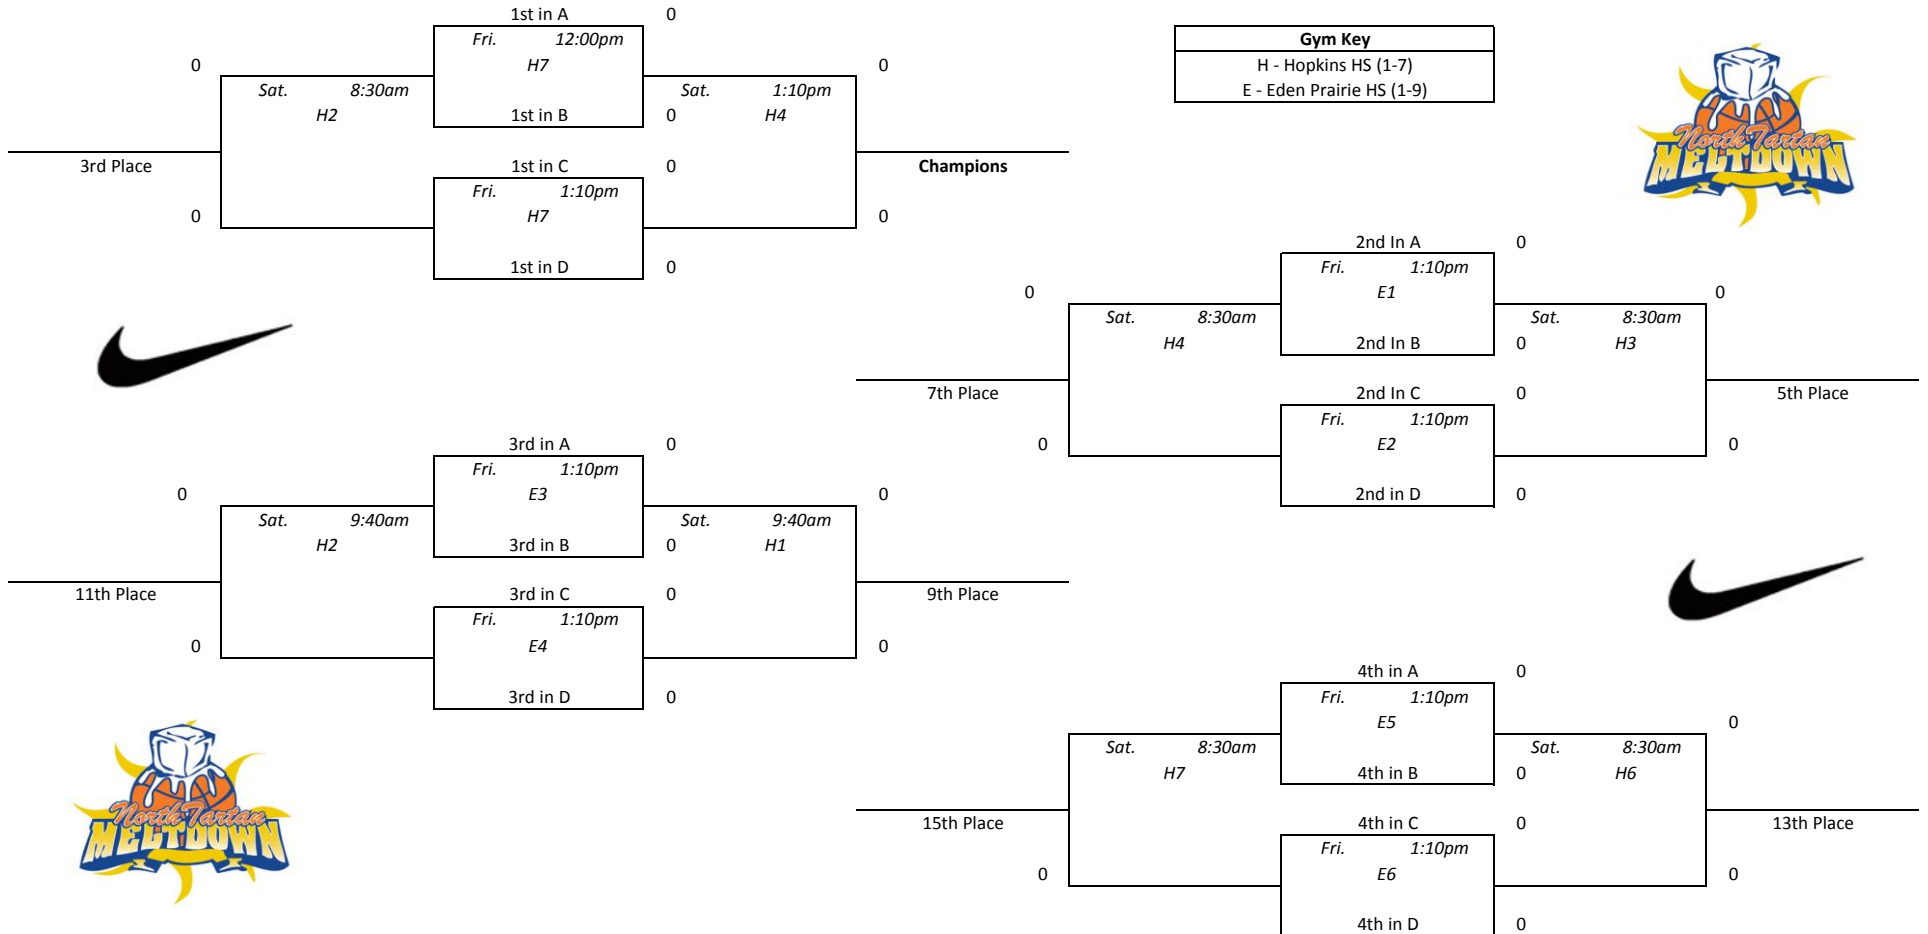 1st in A 0
Fri. 12:00pm
Gym Key
0 H7 0 H - Hopkins HS (1-7)
Sat. 8:30am Sat. 1:10pm E - Eden Prairie HS (1-9)
H2 1st in B 0 H4
North Tartan
MELTDOWN
3rd Place 1st in C 0 Champions
Fri. 1:10pm
0 H7 0
2nd In A 0
1st in D 0 Fri. 1:10pm
0 E1 0
Sat. 8:30am Sat. 8:30am
H4 2nd In B 0 H3
7th Place 2nd In C 0 5th Place
Fri. 1:10pm
3rd in A 0 0 E2 0
Fri. 1:10pm
0 E3 0 2nd in D 0
Sat. 9:40am Sat. 9:40am
H2 3rd in B 0 H1
11th Place 3rd in C 0 9th Place
Fri. 1:10pm
0 E4 0
4th in A 0
3rd in D 0 Fri. 1:10pm
E5 0
Sat. 8:30am Sat. 8:30am
H7 4th in B 0 H6
North Tartan
MELTDOWN
15th Place 4th in C 0 13th Place
Fri. 1:10pm
0 E6 0
4th in D 0